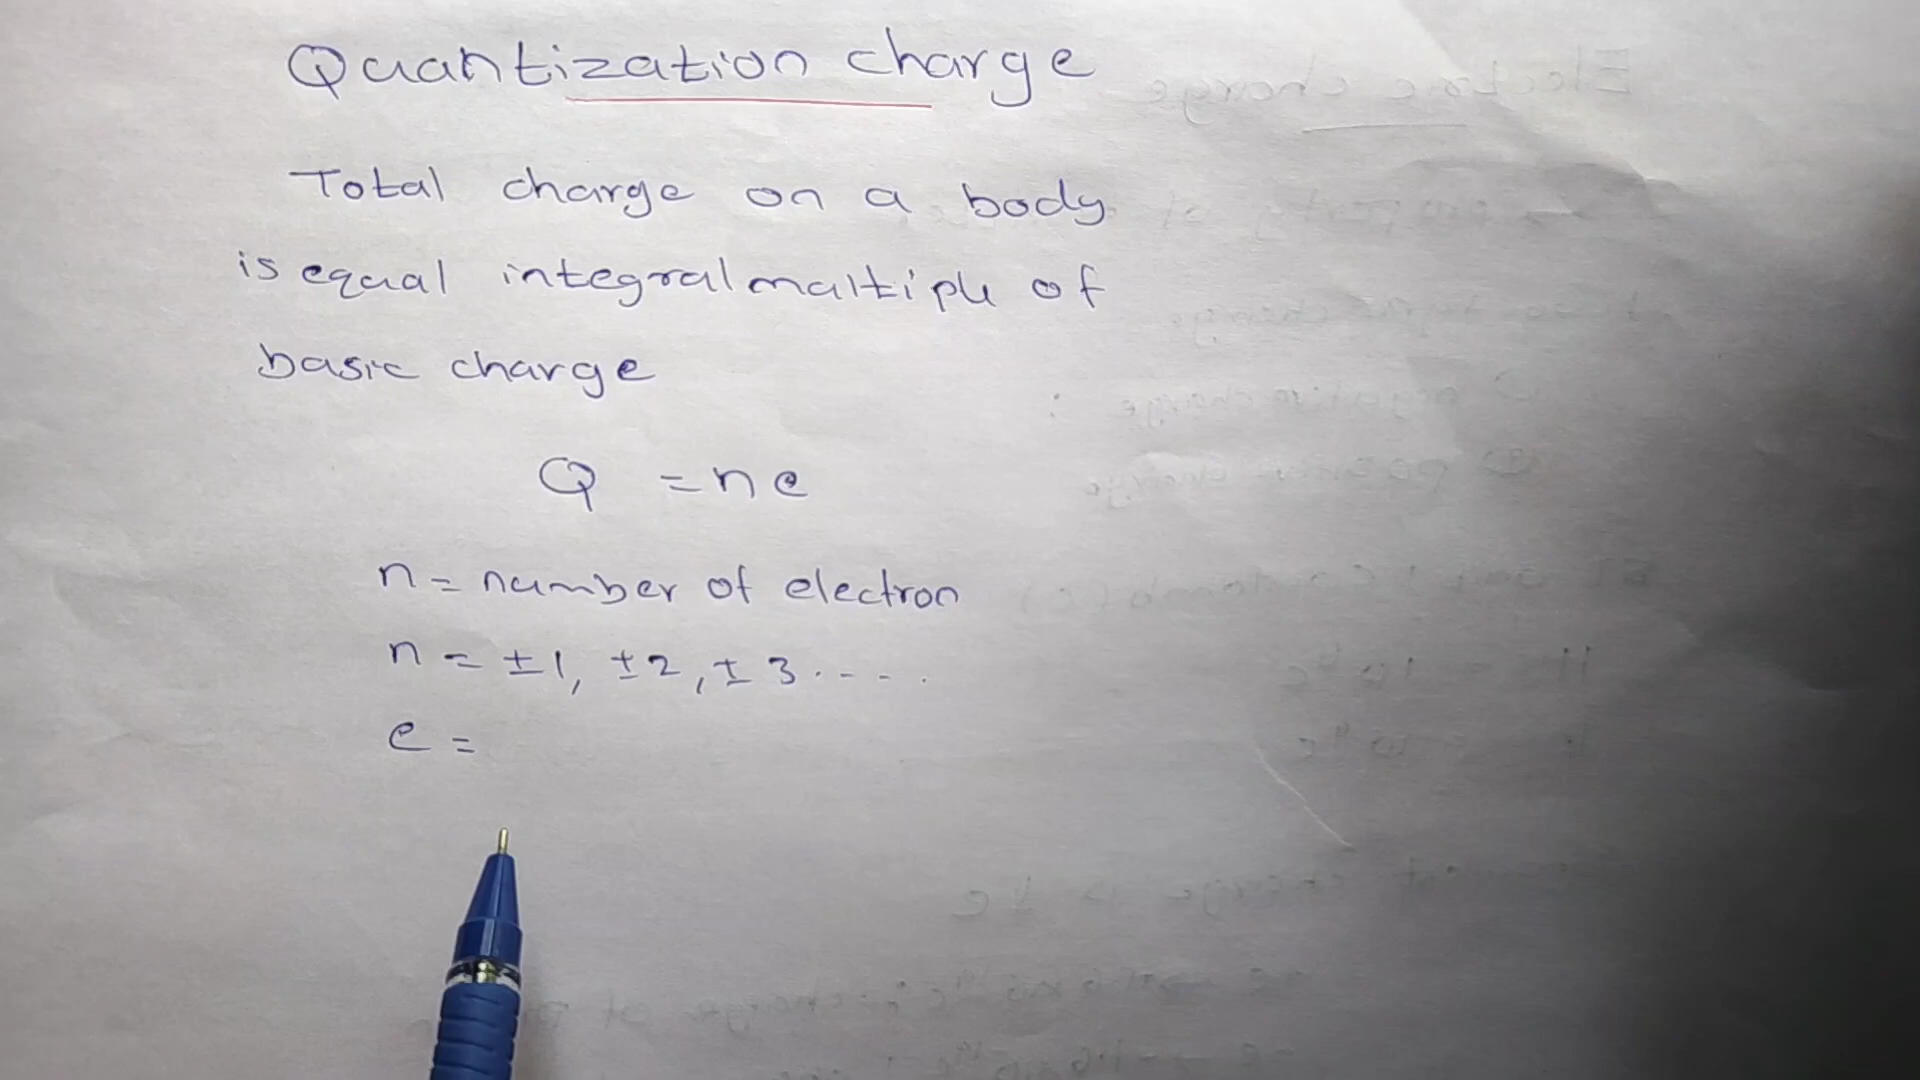 Quantization charge
Total charge on a body
is equal integral multiple of
basic charge
Q = ne
n = number of electron
n = ±1, ±2, ±3 ....
e =